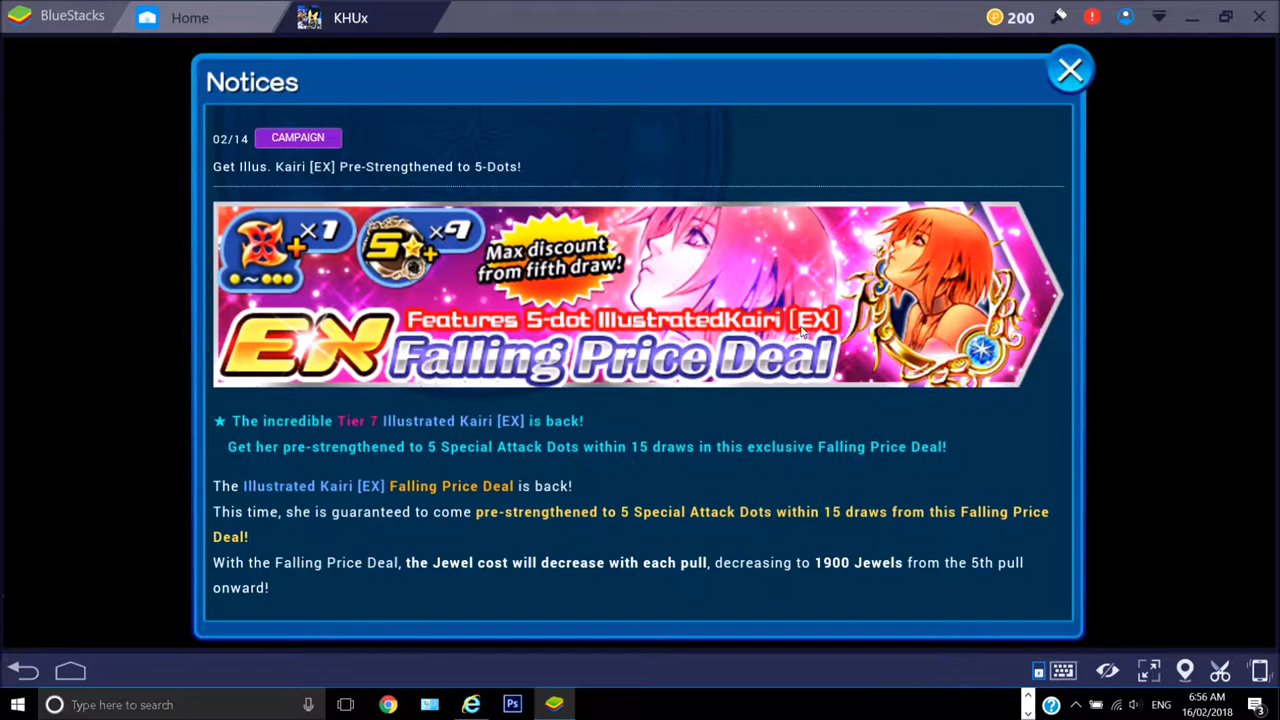 BlueStacks
Home
KHUx
200
Notices
02/14 CAMPAIGN
Get Illus. Kairi [EX] Pre-Strengthened to 5-Dots!
+ ×1
5★+ ×9
Max discount
from fifth draw!
Features 5-dot IllustratedKairi [EX]
EX Falling Price Deal
★ The incredible Tier 7 Illustrated Kairi [EX] is back!
Get her pre-strengthened to 5 Special Attack Dots within 15 draws in this exclusive Falling Price Deal!
The Illustrated Kairi [EX] Falling Price Deal is back!
This time, she is guaranteed to come pre-strengthened to 5 Special Attack Dots within 15 draws from this Falling Price
Deal!
With the Falling Price Deal, the Jewel cost will decrease with each pull, decreasing to 1900 Jewels from the 5th pull
onward!
Type here to search
Ps
ENG
6:56 AM
16/02/2018
3